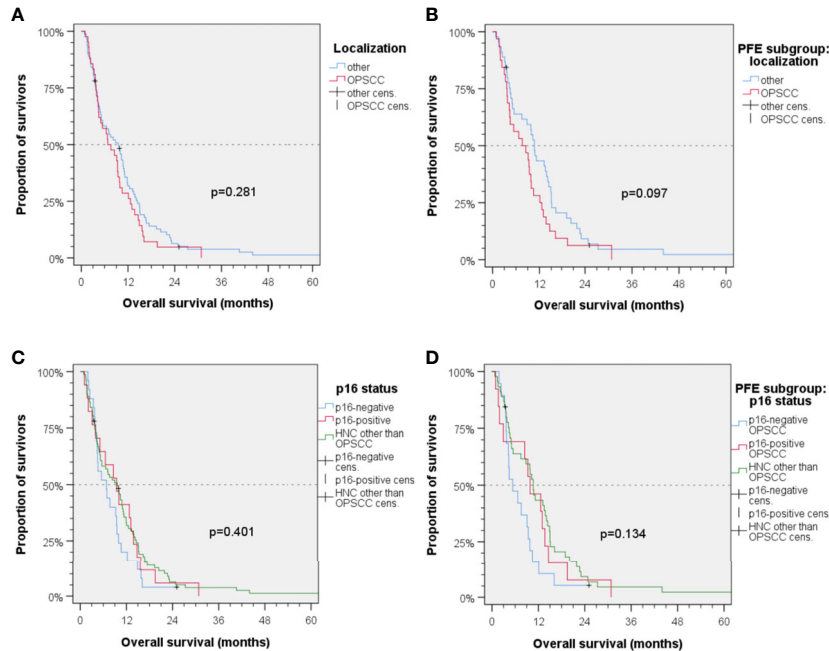 A
100%
75%
50%
25%
0%
Proportion of survivors
0 12 24 36 48 60
Overall survival (months)
p=0.281
Localization
other
OPSCC
other cens.
OPSCC cens.
B
100%
75%
50%
25%
0%
Proportion of survivors
0 12 24 36 48 60
Overall survival (months)
p=0.097
PFE subgroup:
localization
other
OPSCC
other cens.
OPSCC cens.
C
100%
75%
50%
25%
0%
Proportion of survivors
0 12 24 36 48 60
Overall survival (months)
p=0.401
p16 status
p16-negative
p16-positive
HNC other than
OPSCC
p16-negative
cens.
p16-positive cens
HNC other than
OPSCC cens.
D
100%
75%
50%
25%
0%
Proportion of survivors
0 12 24 36 48 60
Overall survival (months)
p=0.134
PFE subgroup:
p16 status
p16-negative
OPSCC
p16-positive
OPSCC
HNC other than
OPSCC
p16-negative
cens.
p16-positive cens
HNC other than
OPSCC cens.